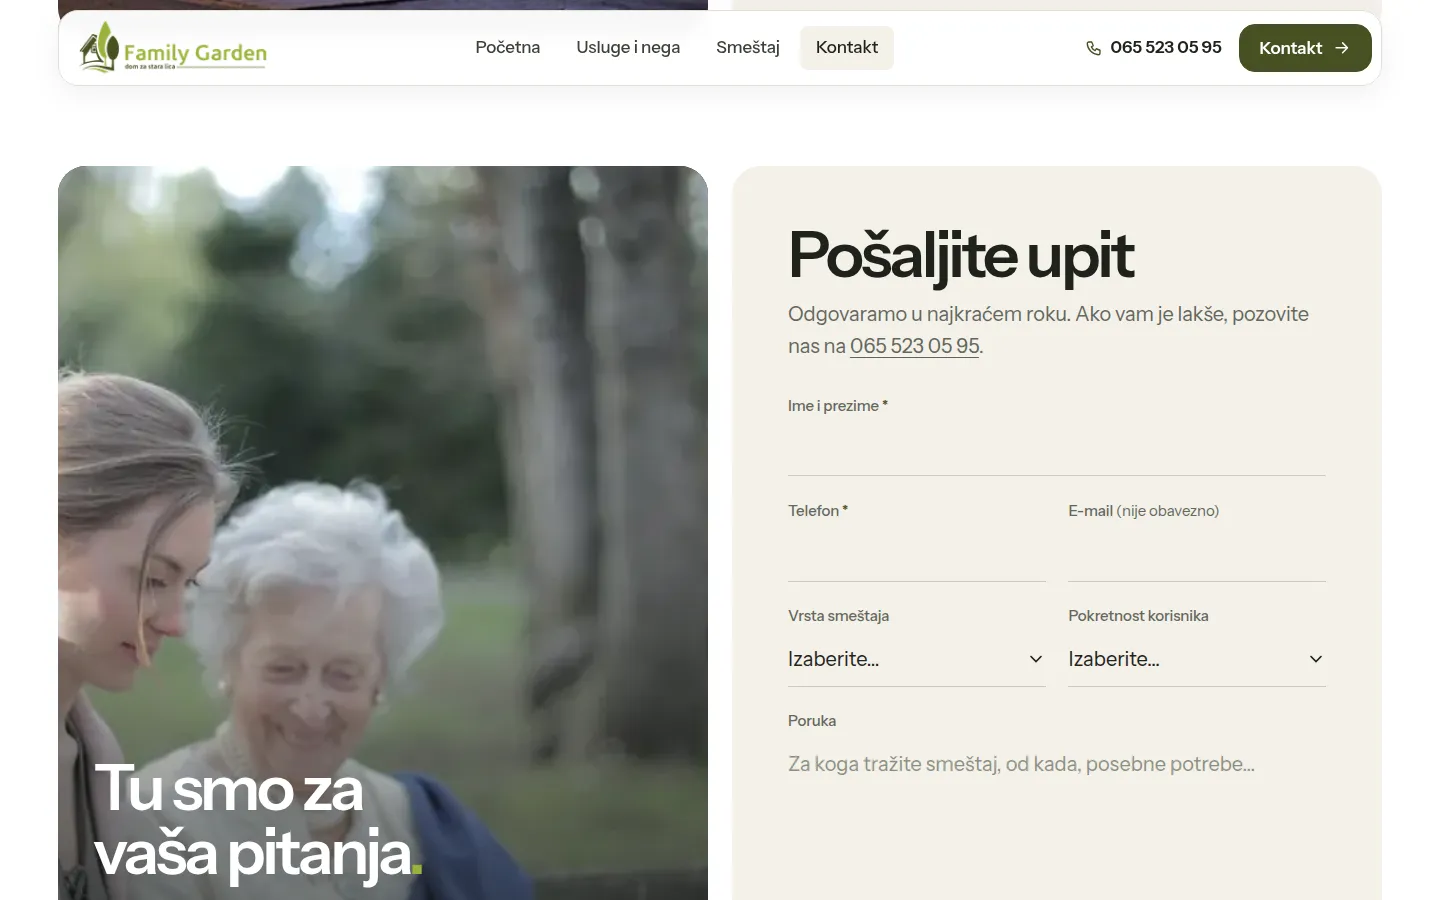 Family Garden
dom za stara lica
Početna
Usluge i nega
Smeštaj
Kontakt
065 523 05 95
Kontakt
Tu smo za
vaša pitanja.
Pošaljite upit
Odgovaramo u najkraćem roku. Ako vam je lakše, pozovite
nas na 065 523 05 95.
Ime i prezime *
Telefon *
E-mail (nije obavezno)
Vrsta smeštaja
Pokretnost korisnika
Izaberite...
Izaberite...
Poruka
Za koga tražite smeštaj, od kada, posebne potrebe...